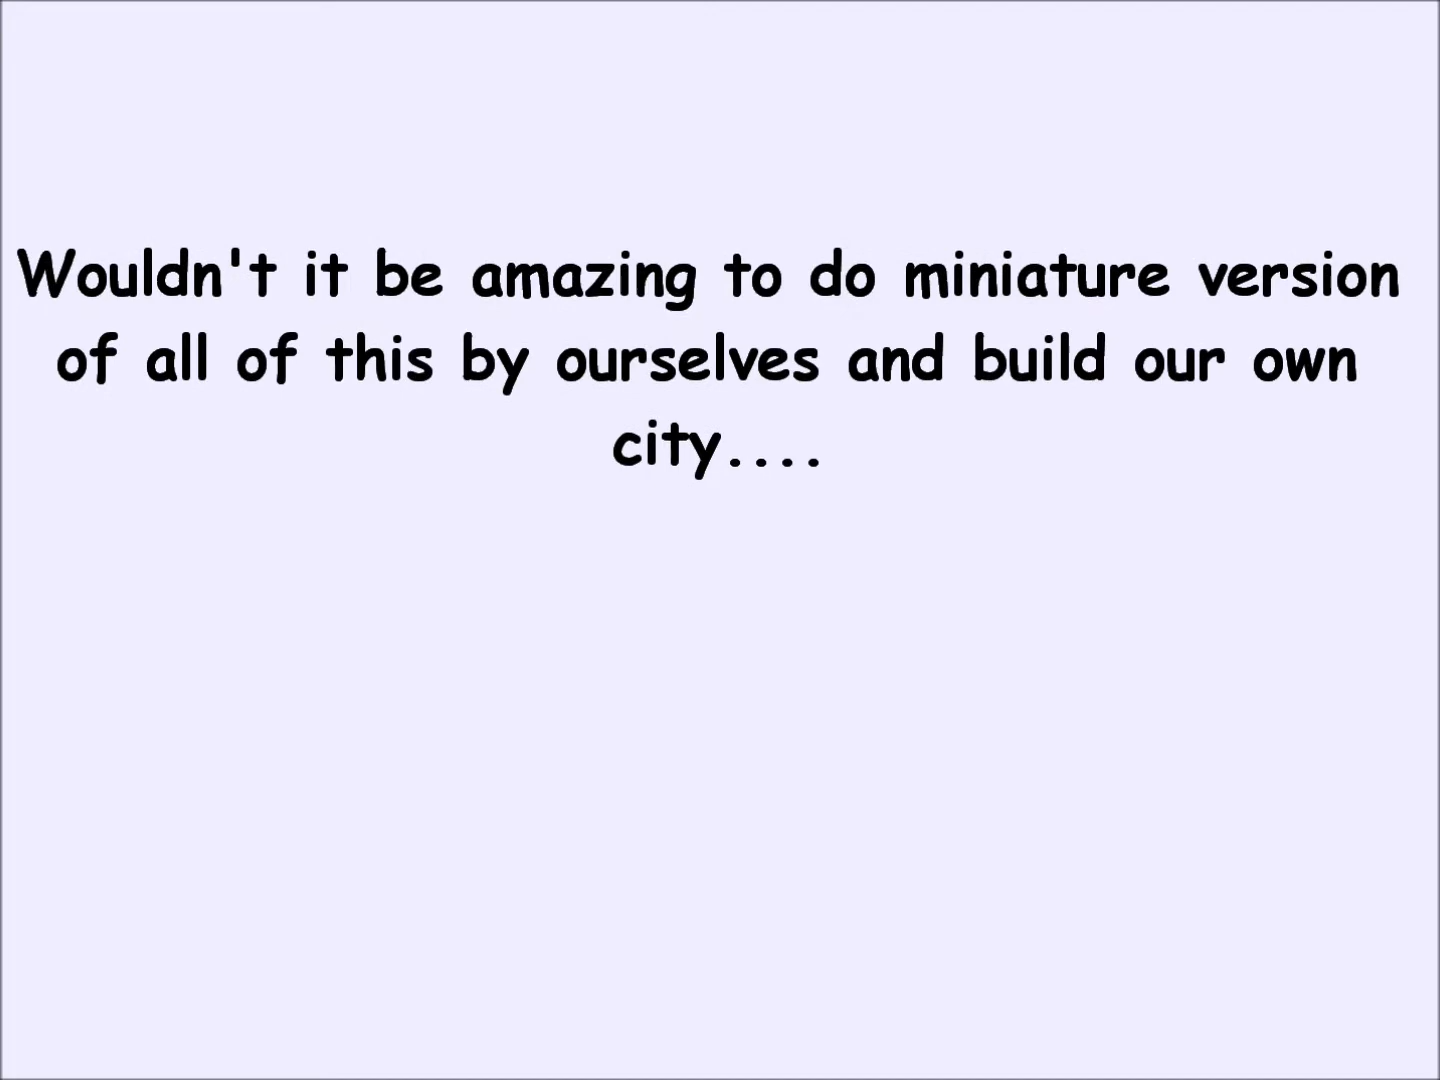 Wouldn't it be amazing to do miniature version
of all of this by ourselves and build our own
city....